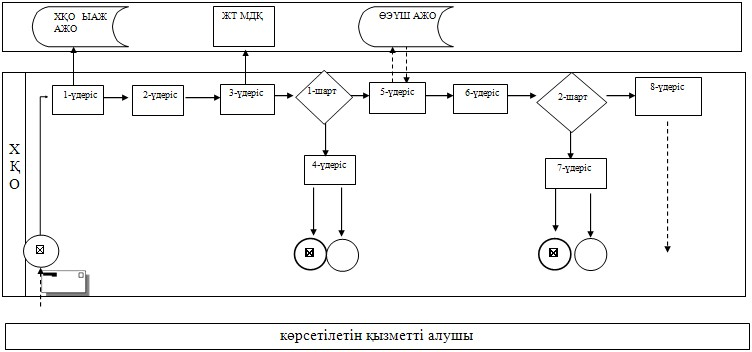 ХҚО ЫАЖ
АЖО
ЖТ МДҚ
ӨЭҮШ АЖО
1-үдеріс
2-үдеріс
3-үдеріс
1-шарт
5-үдеріс
6-үдеріс
2-шарт
8-үдеріс
Х
Қ
О
4-үдеріс
7-үдеріс
көрсетілетін қызметті алушы